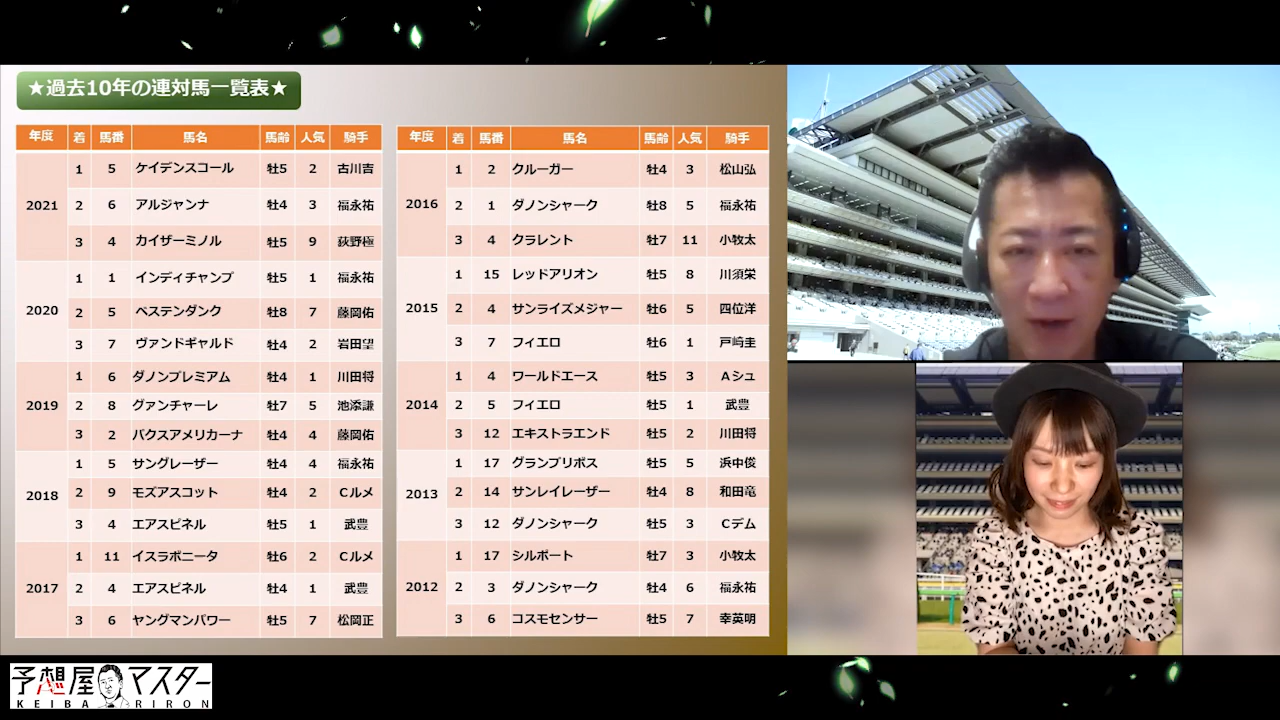 ★過去10年の連対馬一覧表★
年度 着 馬番 馬名 馬齢 人気 騎手
2021 1 5 ケイデンスコール 牡5 2 古川吉
2 6 アルジャンナ 牡4 3 福永祐
3 4 カイザーミノル 牡5 9 荻野極
2020 1 1 インディチャンプ 牡5 1 福永祐
2 5 ベステンダンク 牡8 7 藤岡佑
3 7 ヴァンドギャルド 牡4 2 岩田望
2019 1 6 ダノンプレミアム 牡4 1 川田将
2 8 グァンチャーレ 牡7 5 池添謙
3 2 パクスアメリカーナ 牡4 4 藤岡佑
2018 1 5 サングレーザー 牡4 4 福永祐
2 9 モズアスコット 牡4 2 Cルメ
3 4 エアスピネル 牡5 1 武豊
2017 1 11 イスラボニータ 牡6 2 Cルメ
2 4 エアスピネル 牡4 1 武豊
3 6 ヤングマンパワー 牡5 7 松岡正
年度 着 馬番 馬名 馬齢 人気 騎手
2016 1 2 クルーガー 牡4 3 松山弘
2 1 ダノンシャーク 牡8 5 福永祐
3 4 クラレント 牡7 11 小牧太
2015 1 15 レッドアリオン 牡5 8 川須栄
2 4 サンライズメジャー 牡6 5 四位洋
3 7 フィエロ 牡6 1 戸崎圭
2014 1 4 ワールドエース 牡5 3 Aシュ
2 5 フィエロ 牡5 1 武豊
3 12 エキストラエンド 牡5 2 川田将
2013 1 17 グランプリボス 牡5 5 浜中俊
2 14 サンレイレーザー 牡4 8 和田竜
3 12 ダノンシャーク 牡5 3 Cデム
2012 1 17 シルポート 牡7 3 小牧太
2 3 ダノンシャーク 牡4 6 福永祐
3 6 コスモセンサー 牡5 7 幸英明
予想屋マスター
KEIBA RIRON